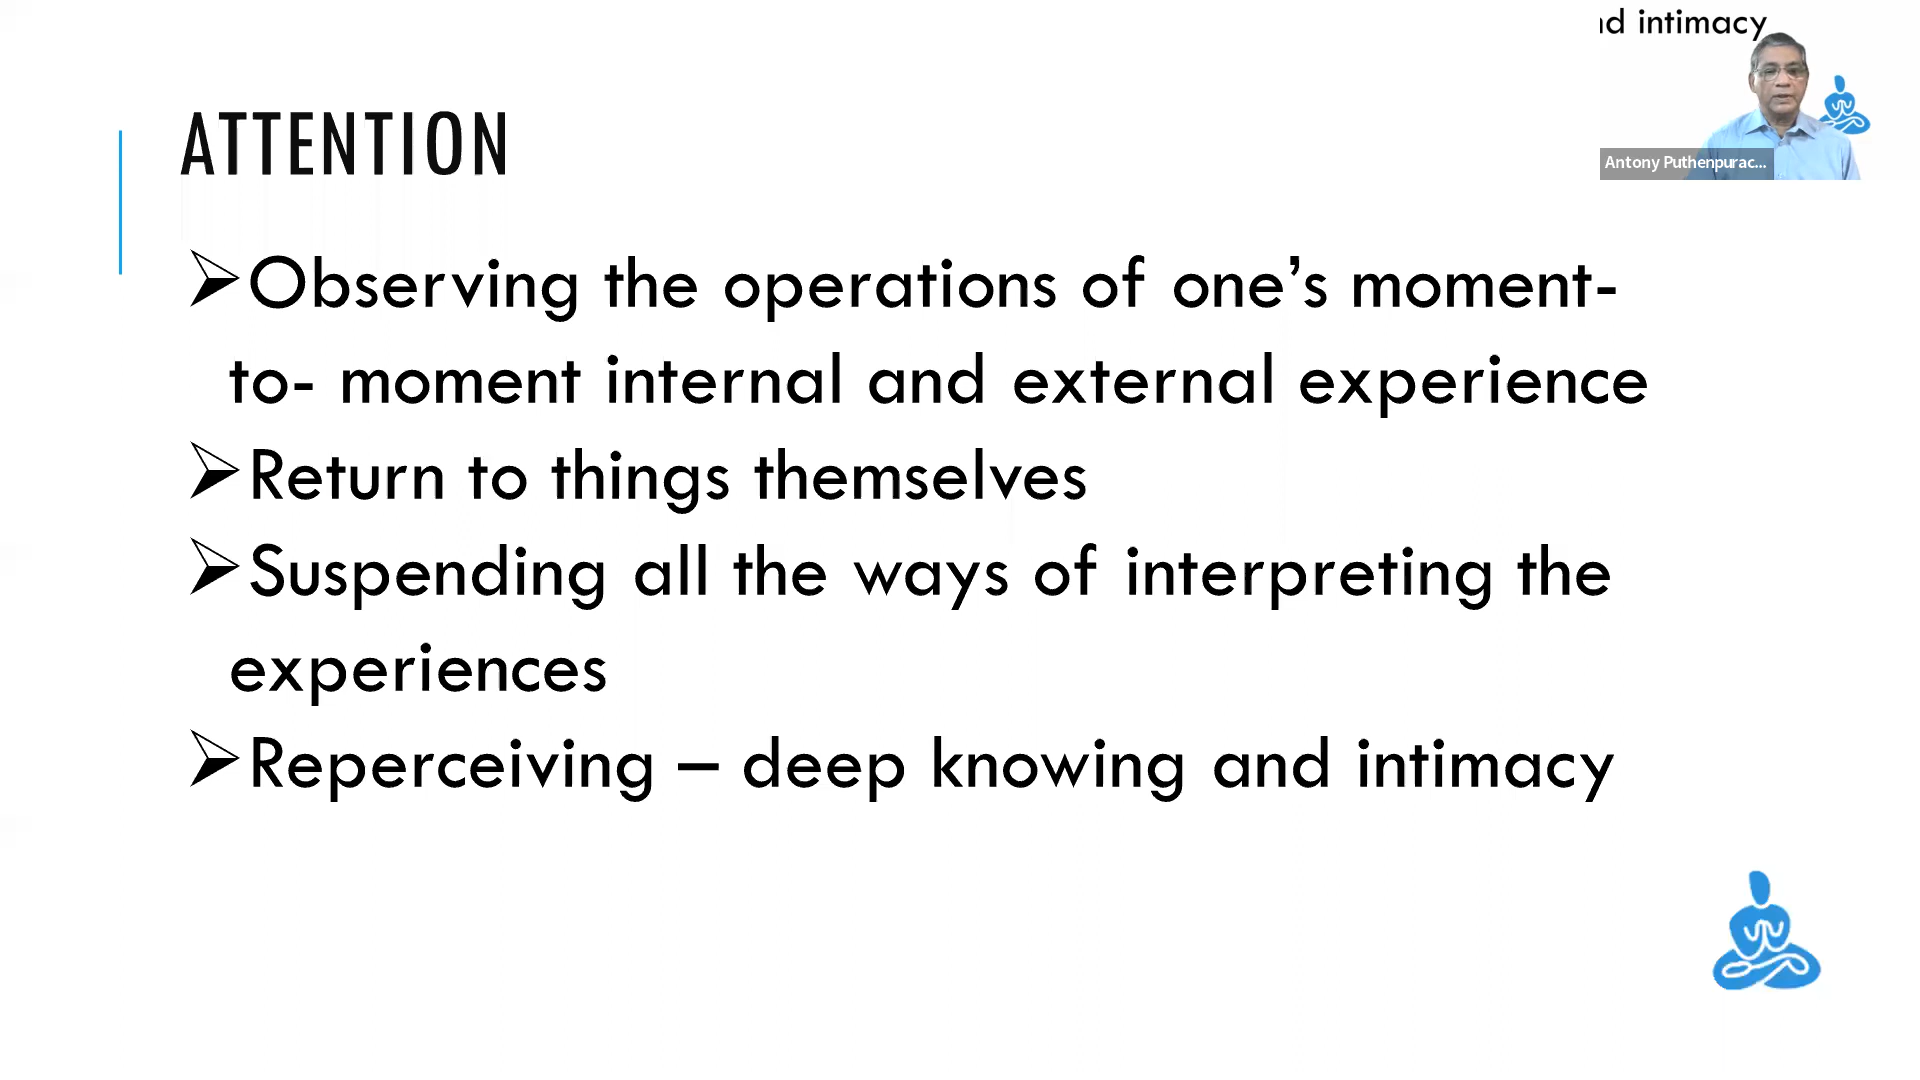 nd intimacy
Antony Puthenpurac...
ATTENTION
➢Observing the operations of one’s moment-
to- moment internal and external experience
➢Return to things themselves
➢Suspending all the ways of interpreting the
experiences
➢Reperceiving – deep knowing and intimacy